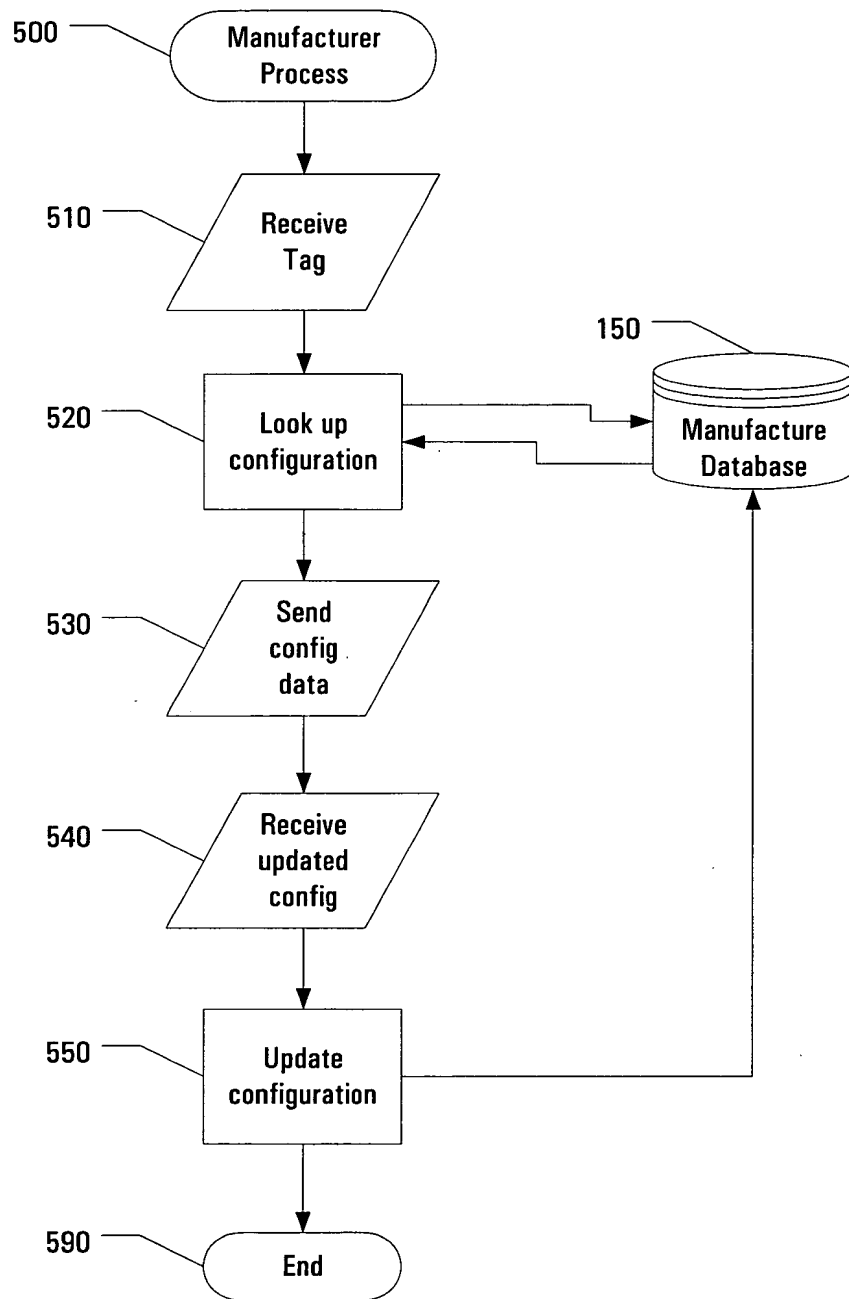 500
Manufacturer
Process
510
Receive
Tag
150
520
Look up
configuration
Manufacture
Database
530
Send
config
data
540
Receive
updated
config
550
Update
configuration
590
End